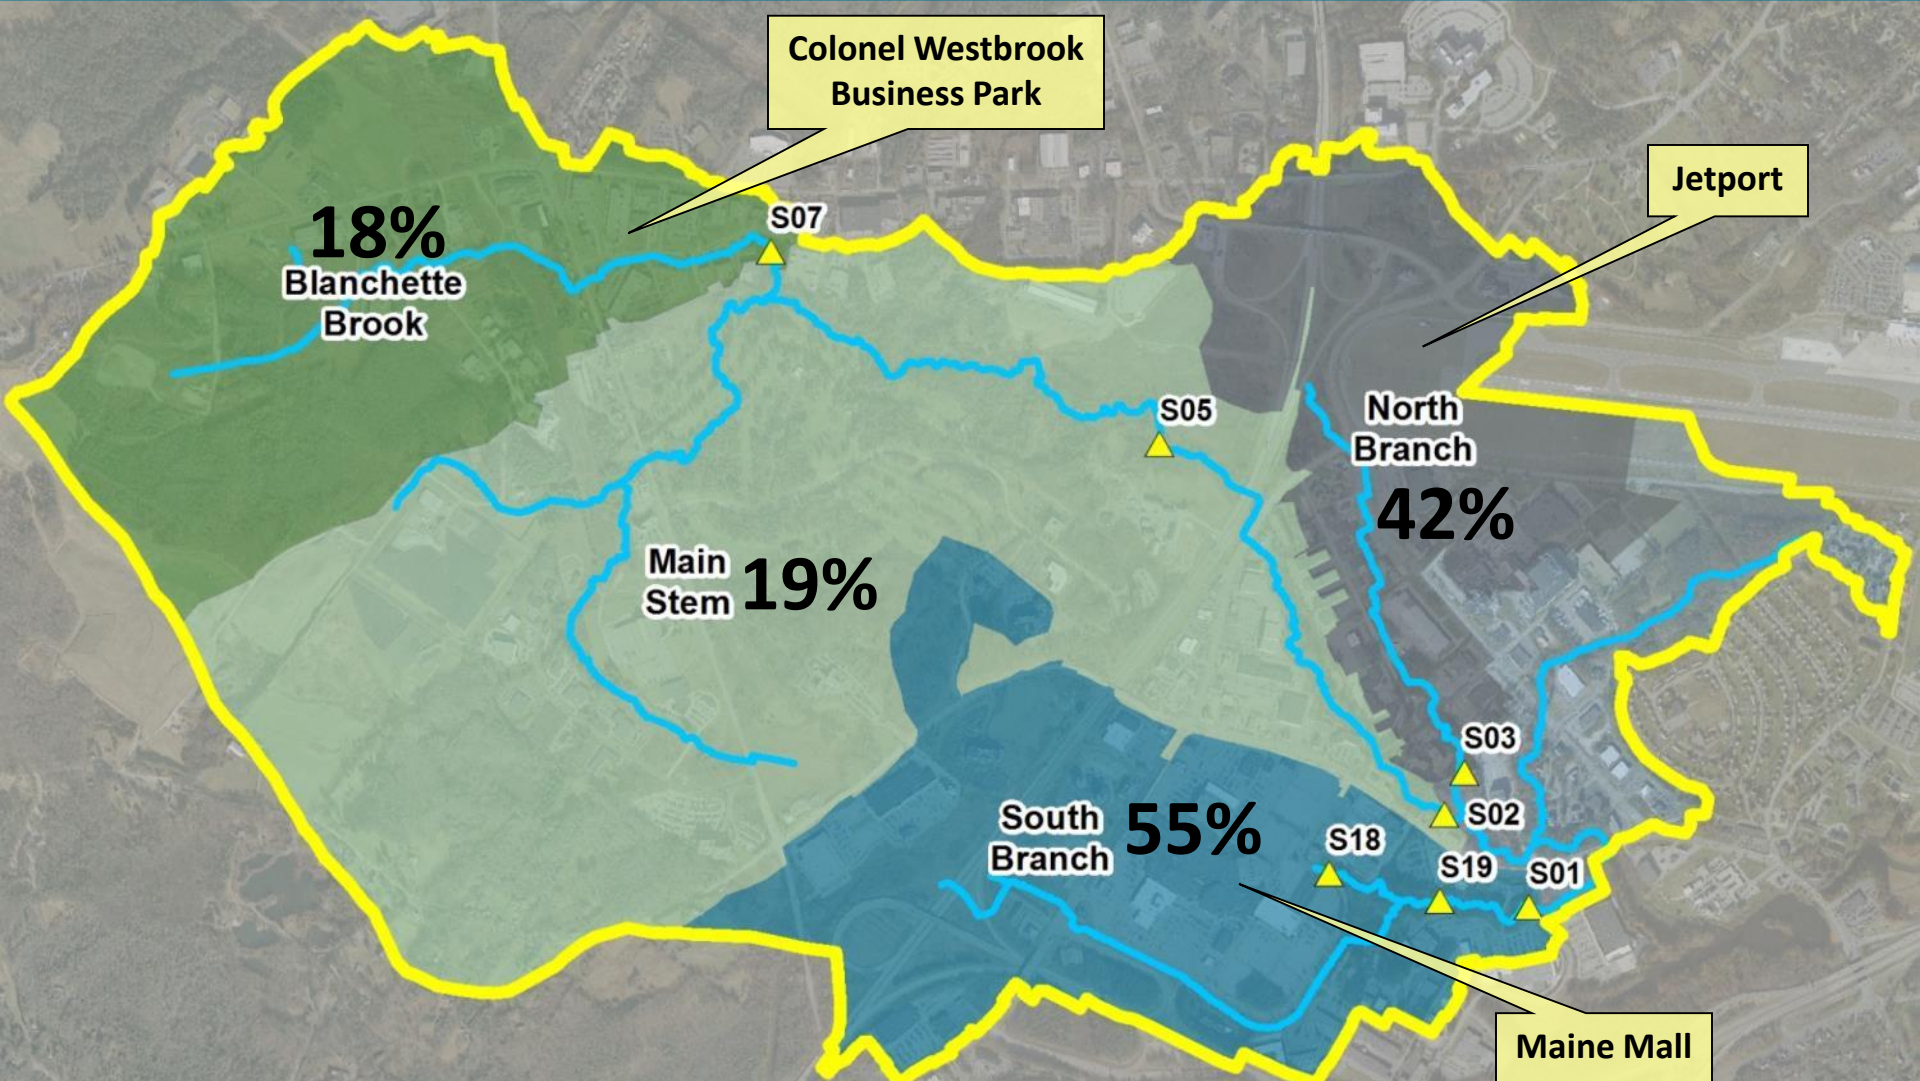 Colonel Westbrook
Business Park
Jetport
S07
18%
Blanchette
Brook
S05
North
Branch
42%
Main
Stem
19%
S03
S02
South
Branch
55%
S18
S19
S01
Maine Mall